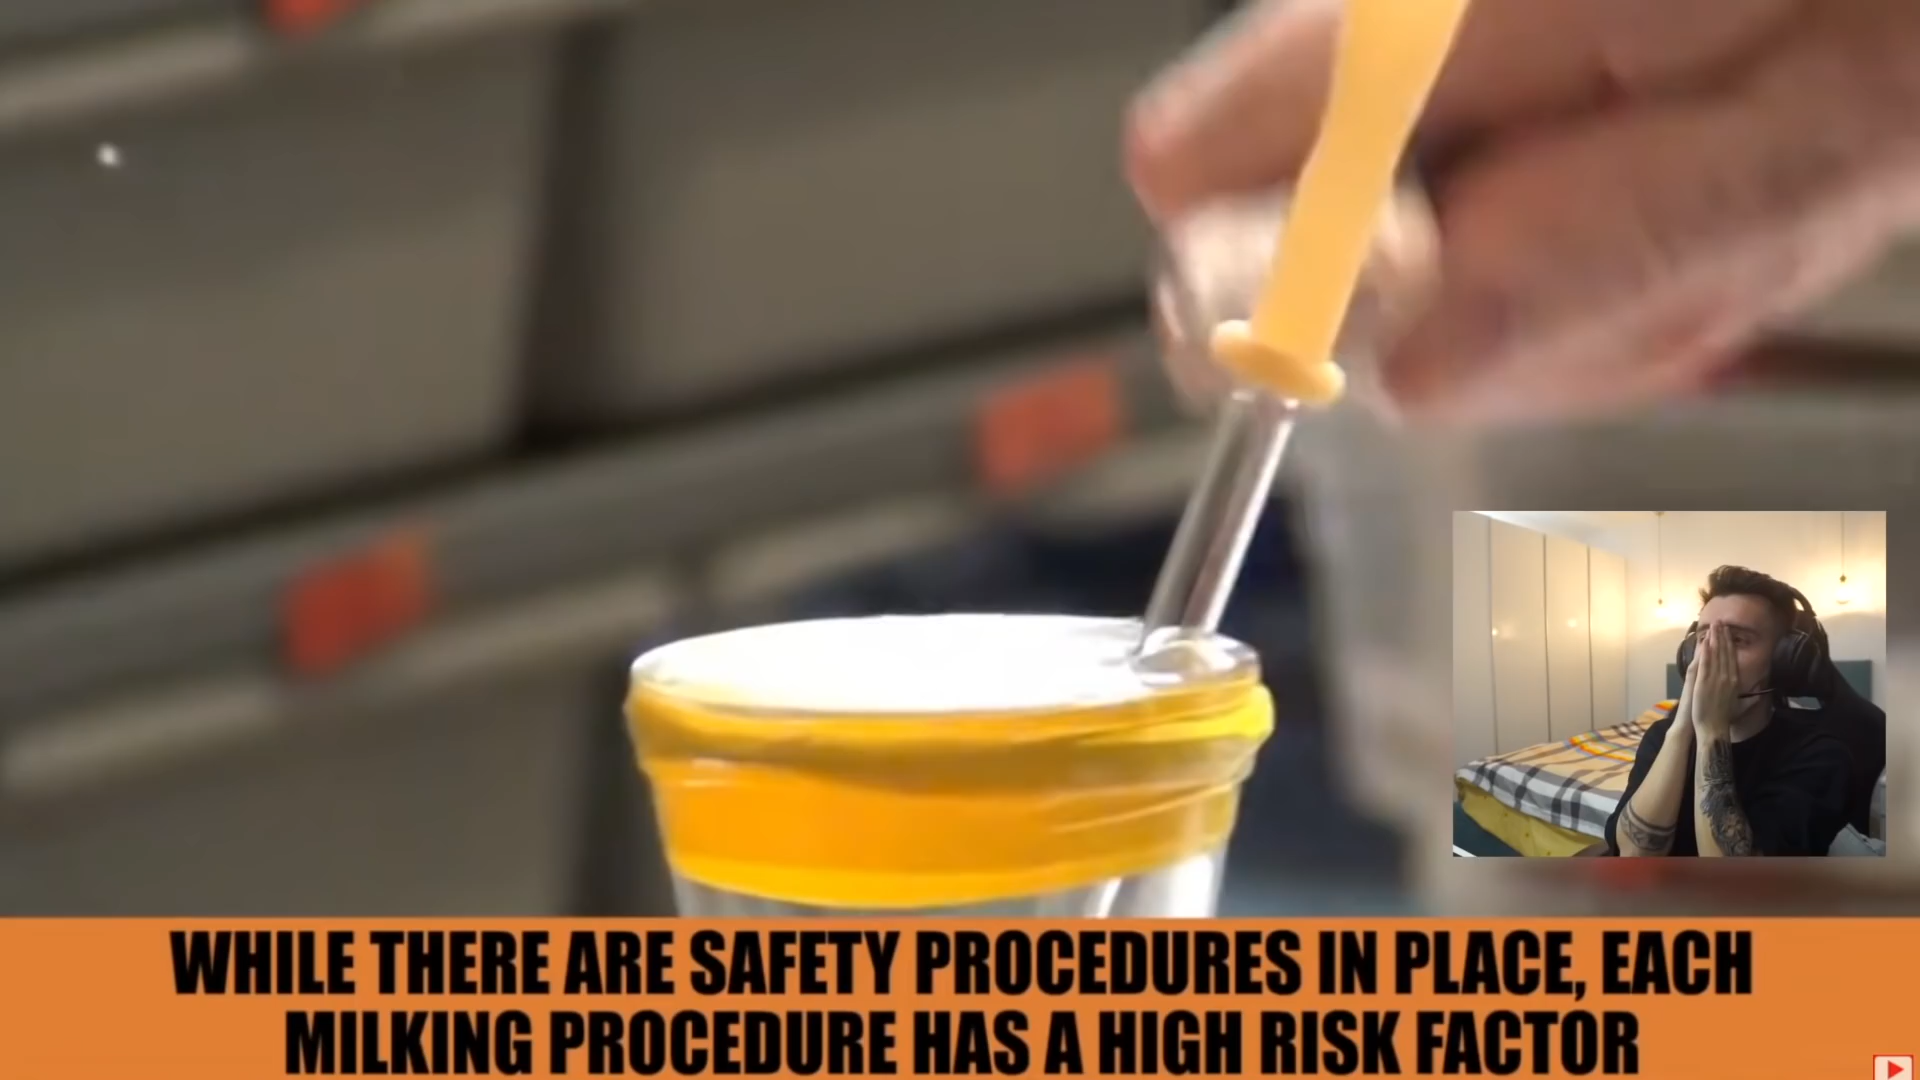 WHILE THERE ARE SAFETY PROCEDURES IN PLACE, EACH
MILKING PROCEDURE HAS A HIGH RISK FACTOR